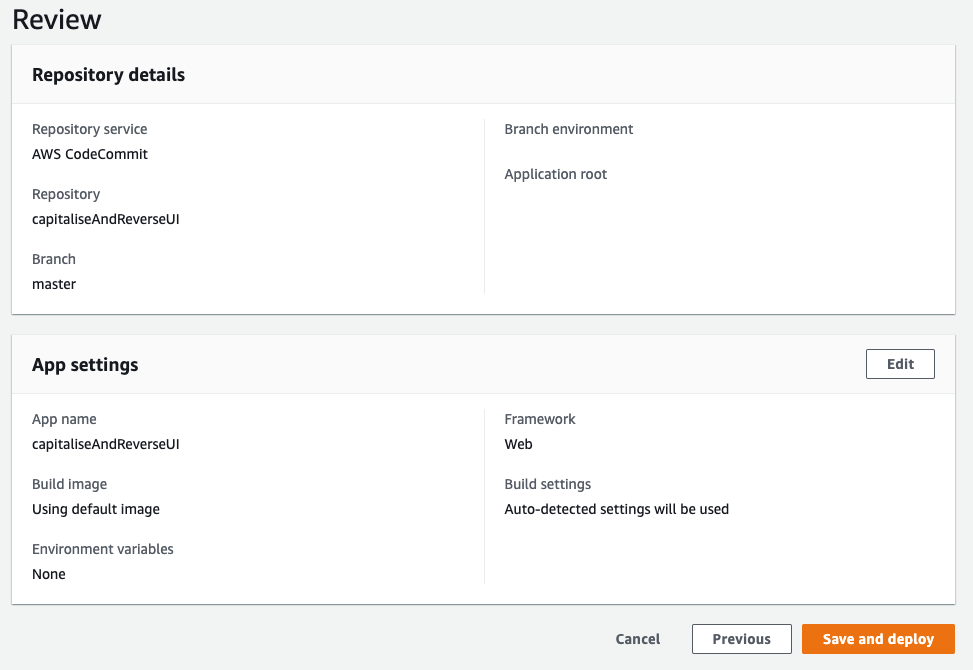 Review
Repository details
Repository service
AWS CodeCommit
Repository
capitaliseAndReverseUI
Branch
master
Branch environment
Application root
App settings
Edit
App name
capitaliseAndReverseUI
Build image
Using default image
Environment variables
None
Framework
Web
Build settings
Auto-detected settings will be used
Cancel
Previous
Save and deploy